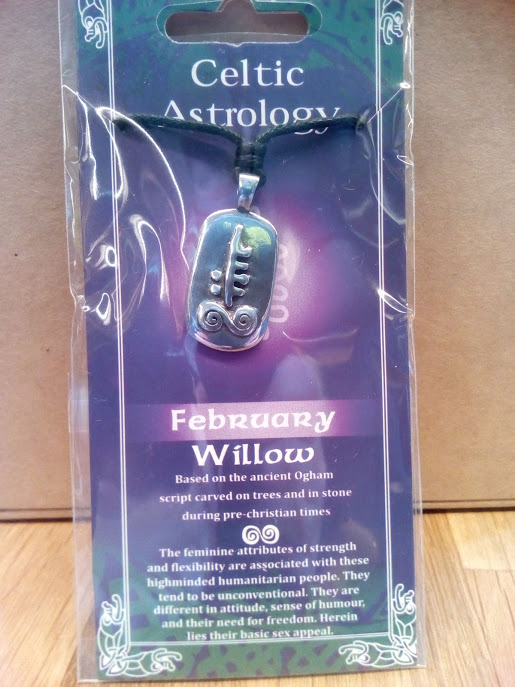 Celtic
Astrology
February
Willow
Based on the ancient Ogham
script carved on trees and in stone
during pre-christian times
The feminine attributes of strength
and flexibility are associated with these
highminded humanitarian people. They
tend to be unconventional. They are
different in attitude, sense of humour,
and their need for freedom. Herein
lies their basic sex appeal.